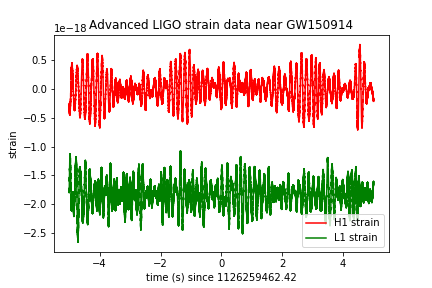 1e−18 Advanced LIGO strain data near GW150914
0.5
0.0
−0.5
−1.0
−1.5
−2.0
−2.5
strain
H1 strain
L1 strain
−4 −2 0 2 4
time (s) since 1126259462.42